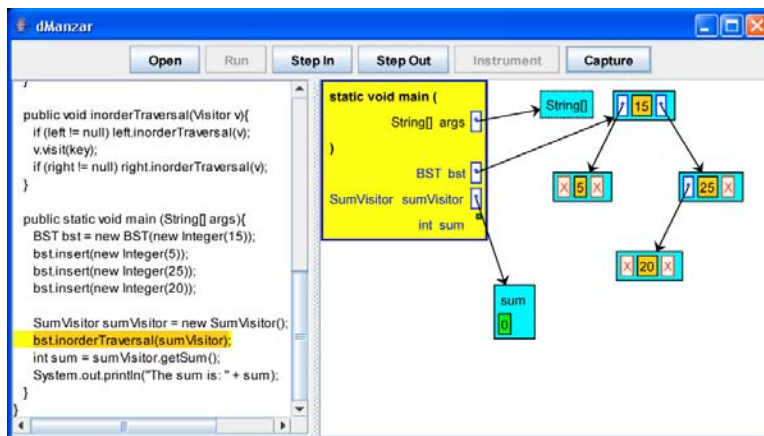 dManzar
Open Run Step In Step Out Instrument Capture
}
public void inorderTraversal(Visitor v){
if (left != null) left.inorderTraversal(v);
v.visit(key);
if (right != null) right.inorderTraversal(v);
}
public static void main (String[] args){
BST bst = new BST(new Integer(15));
bst.insert(new Integer(5));
bst.insert(new Integer(25));
bst.insert(new Integer(20));
SumVisitor sumVisitor = new SumVisitor();
bst.inorderTraversal(sumVisitor);
int sum = sumVisitor.getSum();
System.out.println("The sum is: " + sum);
}
}
static void main (
String[] args
)
BST bst
SumVisitor sumVisitor
int sum
String[]
15
X 5 X
25 X
X 20 X
sum
0